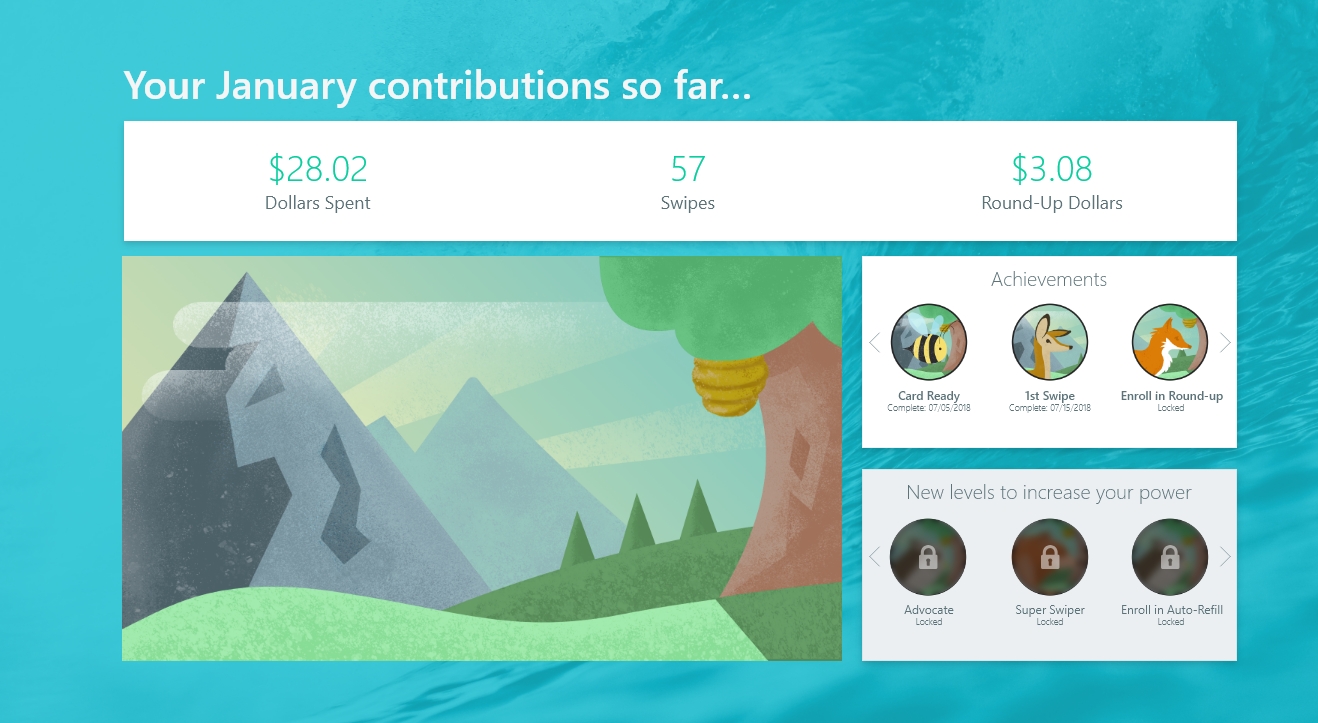 Your January contributions so far...
$28.02
Dollars Spent
57
Swipes
$3.08
Round-Up Dollars
Achievements
Card Ready
Complete: 07/05/2018
1st Swipe
Complete: 07/15/2018
Enroll in Round-up
Locked
New levels to increase your power
Advocate
Locked
Super Swiper
Locked
Enroll in Auto-Refill
Locked